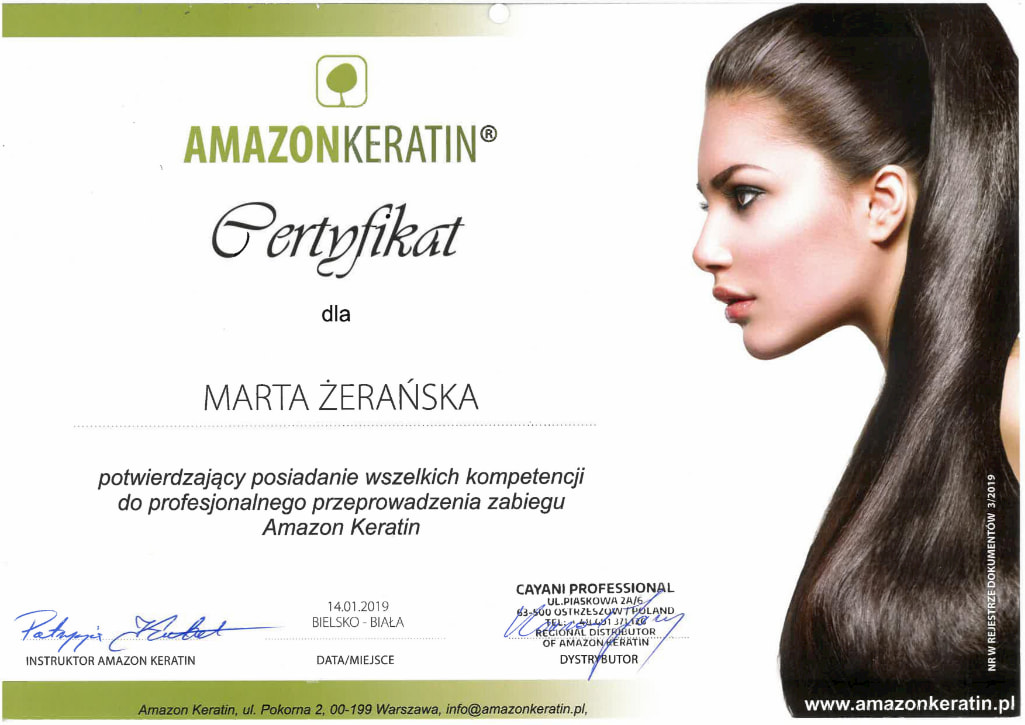 AMAZONKERATIN®
Certyfikat
dla
MARTA ŻERAŃSKA
potwierdzający posiadanie wszelkich kompetencji
do profesjonalnego przeprowadzenia zabiegu
Amazon Keratin
14.01.2019
BIELSKO - BIAŁA
INSTRUKTOR AMAZON KERATIN
DATA/MIEJSCE
CAYANI PROFESSIONAL
UL.PIASKOWA 2A/6
63-500 OSTRZESZOW POLAND
TEL.:
REGIONAL DISTRIBUTOR
OF AMAZON KERATIN
DYSTRYBUTOR
NR W REJESTRZE DOKUMENTÓW 3/2019
Amazon Keratin, ul. Pokorna 2, 00-199 Warszawa, info@amazonkeratin.pl,
www.amazonkeratin.pl